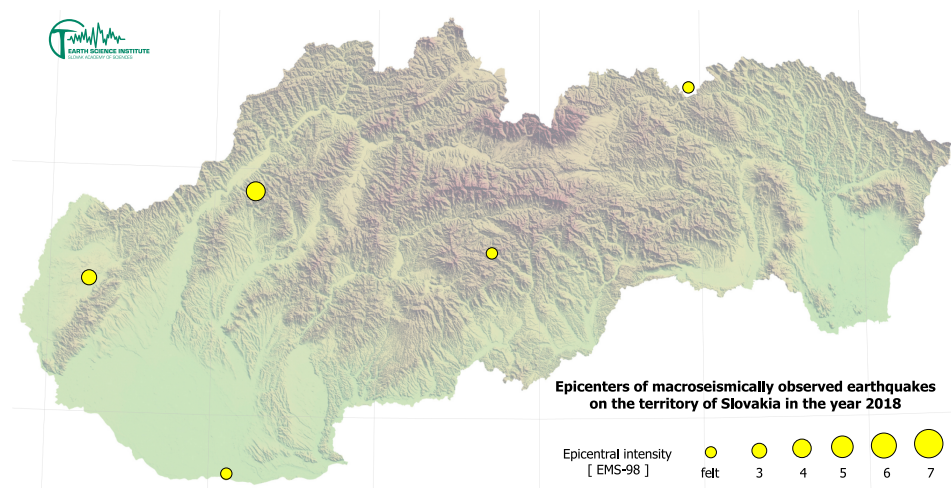 EARTH SCIENCE INSTITUTE
SLOVAK ACADEMY OF SCIENCES
Epicenters of macroseismically observed earthquakes
on the territory of Slovakia in the year 2018
Epicentral intensity
[ EMS-98 ]
felt 3 4 5 6 7